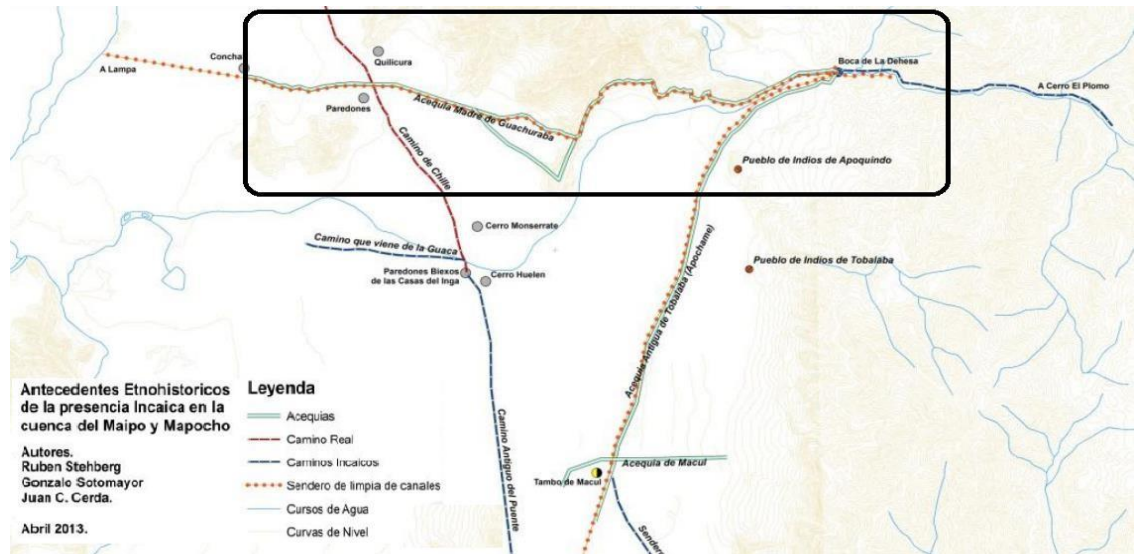 Concha
A Lampa
Quilicura
Paredones
Acequia Madre de Guachuraba
Boca de La Dehesa
A Cerro El Plomo
Camino de Chille
Pueblo de Indios de Apoquindo
Cerro Monserrate
Camino que viene de la Guaca
Paredones Biexos
de las Casas del Inga
Cerro Huelen
Pueblo de Indios de Tobalaba
Acequia Antigua de Tobalaba (Apochame)
Camino Antiguo del Puente
Acequia de Macul
Tambo de Macul
Sendero
Antecedentes Etnohistoricos
de la presencia Incaica en la
cuenca del Maipo y Mapocho
Autores.
Ruben Stehberg
Gonzalo Sotomayor
Juan C. Cerda.
Abril 2013.
Leyenda
Acequias
Camino Real
Caminos Incaicos
Sendero de limpia de canales
Cursos de Agua
Curvas de Nivel